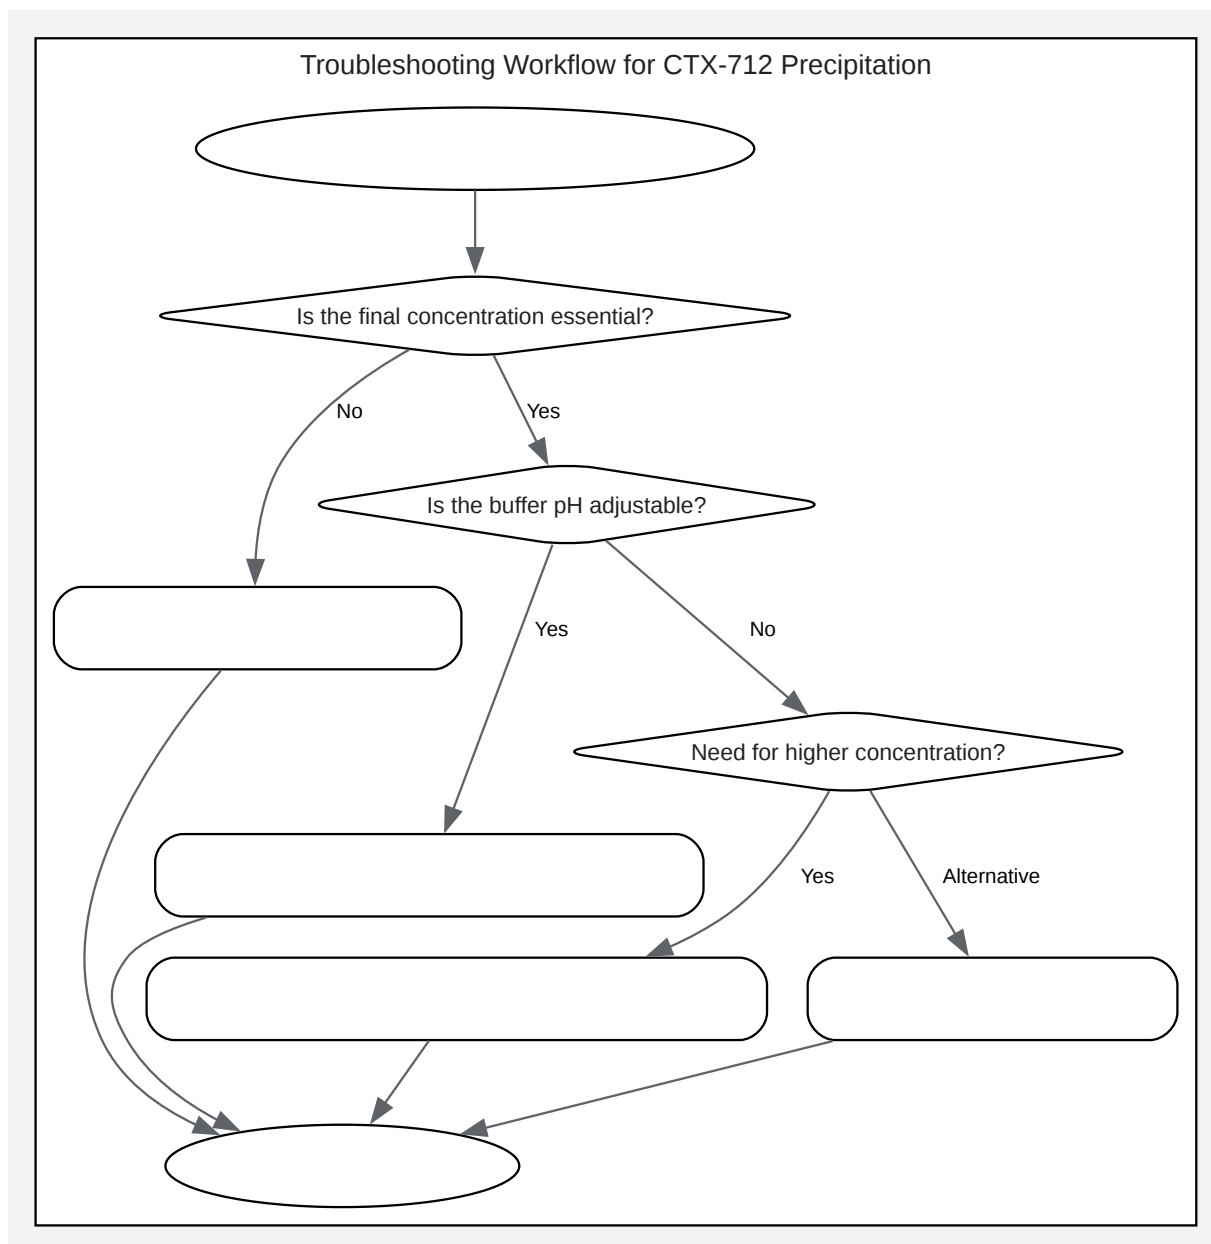 Troubleshooting Workflow for CTX-712 Precipitation
Is the final concentration essential?
No
Yes
Is the buffer pH adjustable?
Yes
No
Need for higher concentration?
Yes
Alternative